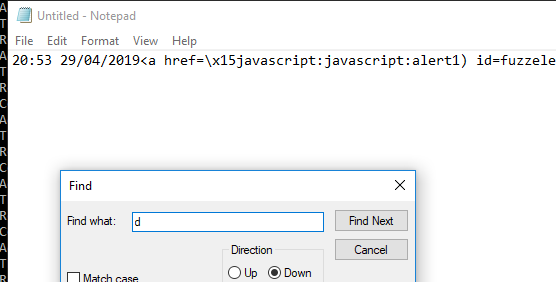 Untitled - Notepad
File Edit Format View Help
20:53 29/04/2019<a href=\x15javascript:javascript:alert1) id=fuzzele
Find
Find what: d Find Next
Direction Cancel
Match case Up Down
A
T
R
A
T
R
C
A
T
R
C
A
T
R
C
A
T
R